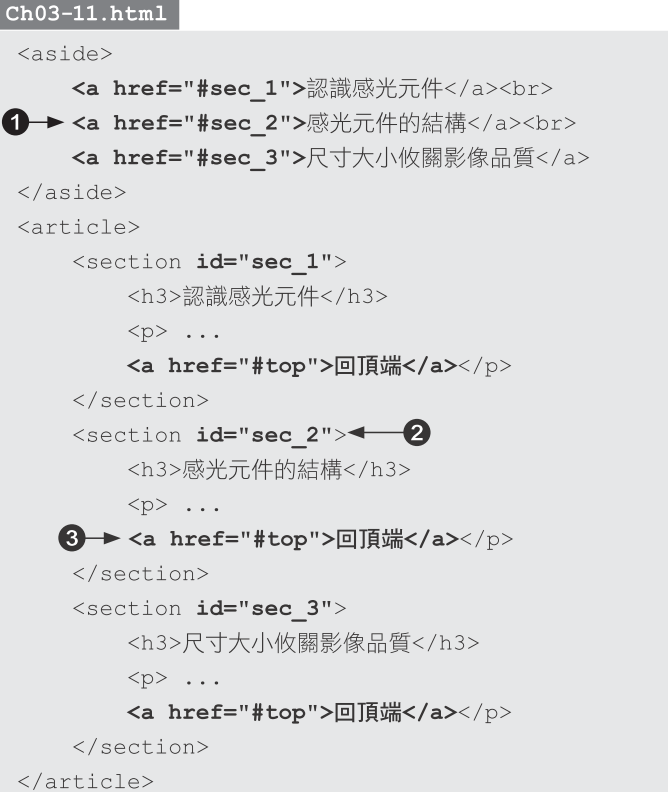 Ch03-11.html
<aside>
    <a href="#sec_1">認識感光元件</a><br>
❶ <a href="#sec_2">感光元件的結構</a><br>
    <a href="#sec_3">尺寸大小攸關影像品質</a>
</aside>
<article>
    <section id="sec_1">
        <h3>認識感光元件</h3>
        <p> ...
        <a href="#top">回頂端</a></p>
    </section>
    <section id="sec_2"> ❷
        <h3>感光元件的結構</h3>
        <p> ...
    ❸ <a href="#top">回頂端</a></p>
    </section>
    <section id="sec_3">
        <h3>尺寸大小攸關影像品質</h3>
        <p> ...
        <a href="#top">回頂端</a></p>
    </section>
</article>